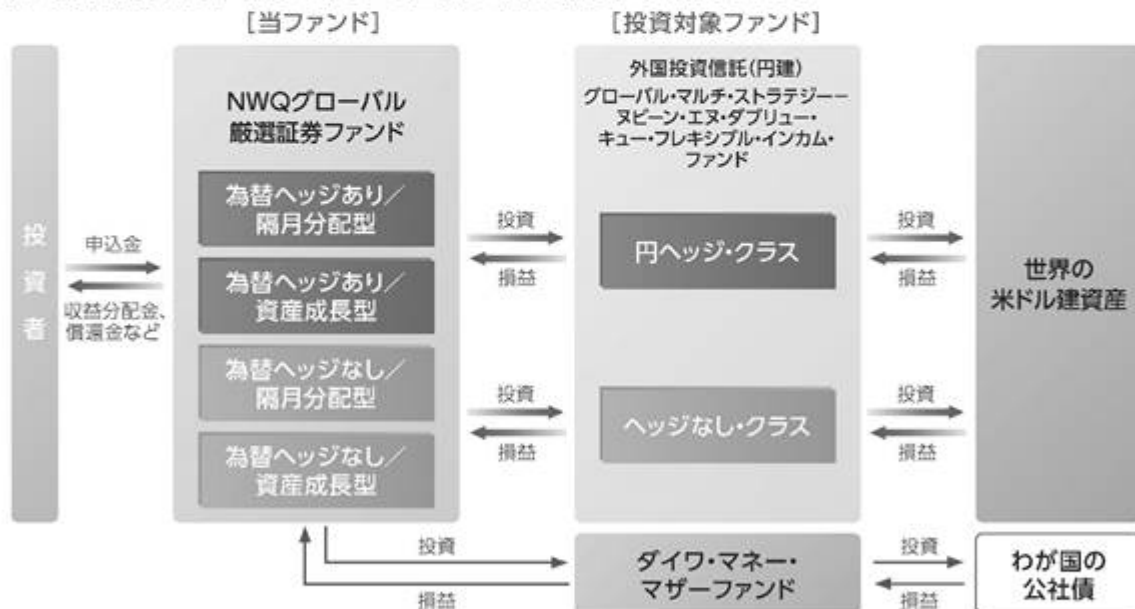 [当ファンド]
[投資対象ファンド]
投資者
申込金
収益分配金、
償還金など
NWQグローバル
厳選証券ファンド
為替ヘッジあり/
隔月分配型
為替ヘッジあり/
資産成長型
為替ヘッジなし/
隔月分配型
為替ヘッジなし/
資産成長型
投資
損益
投資
損益
外国投資信託(円建)
グローバル・マルチ・ストラテジー－
ヌビーン・エヌ・ダブリュー・
キュー・フレキシブル・インカム・
ファンド
円ヘッジ・クラス
ヘッジなし・クラス
投資
損益
投資
損益
世界の
米ドル建資産
投資
損益
ダイワ・マネー・
マザーファンド
投資
損益
わが国の
公社債